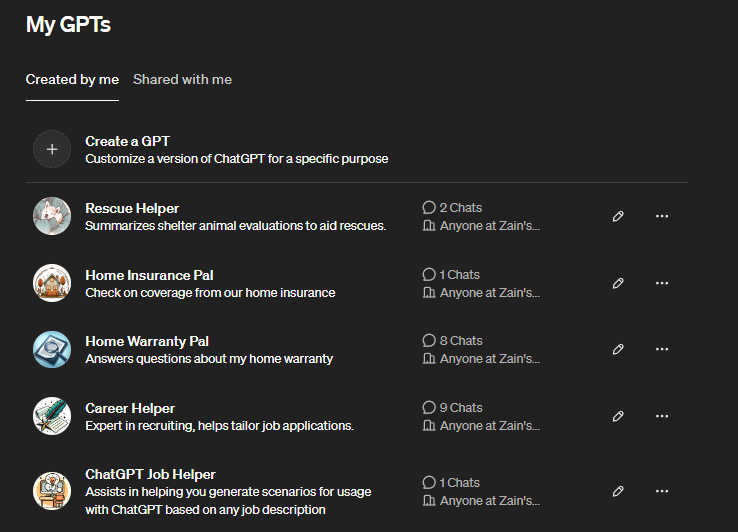 My GPTs
Created by me
Shared with me
Create a GPT
Customize a version of ChatGPT for a specific purpose
Rescue Helper
Summarizes shelter animal evaluations to aid rescues.
2 Chats
Anyone at Zain's...
Home Insurance Pal
Check on coverage from our home insurance
1 Chats
Anyone at Zain's...
Home Warranty Pal
Answers questions about my home warranty
8 Chats
Anyone at Zain's...
Career Helper
Expert in recruiting, helps tailor job applications.
9 Chats
Anyone at Zain's...
ChatGPT Job Helper
Assists in helping you generate scenarios for usage
with ChatGPT based on any job description
1 Chats
Anyone at Zain's...